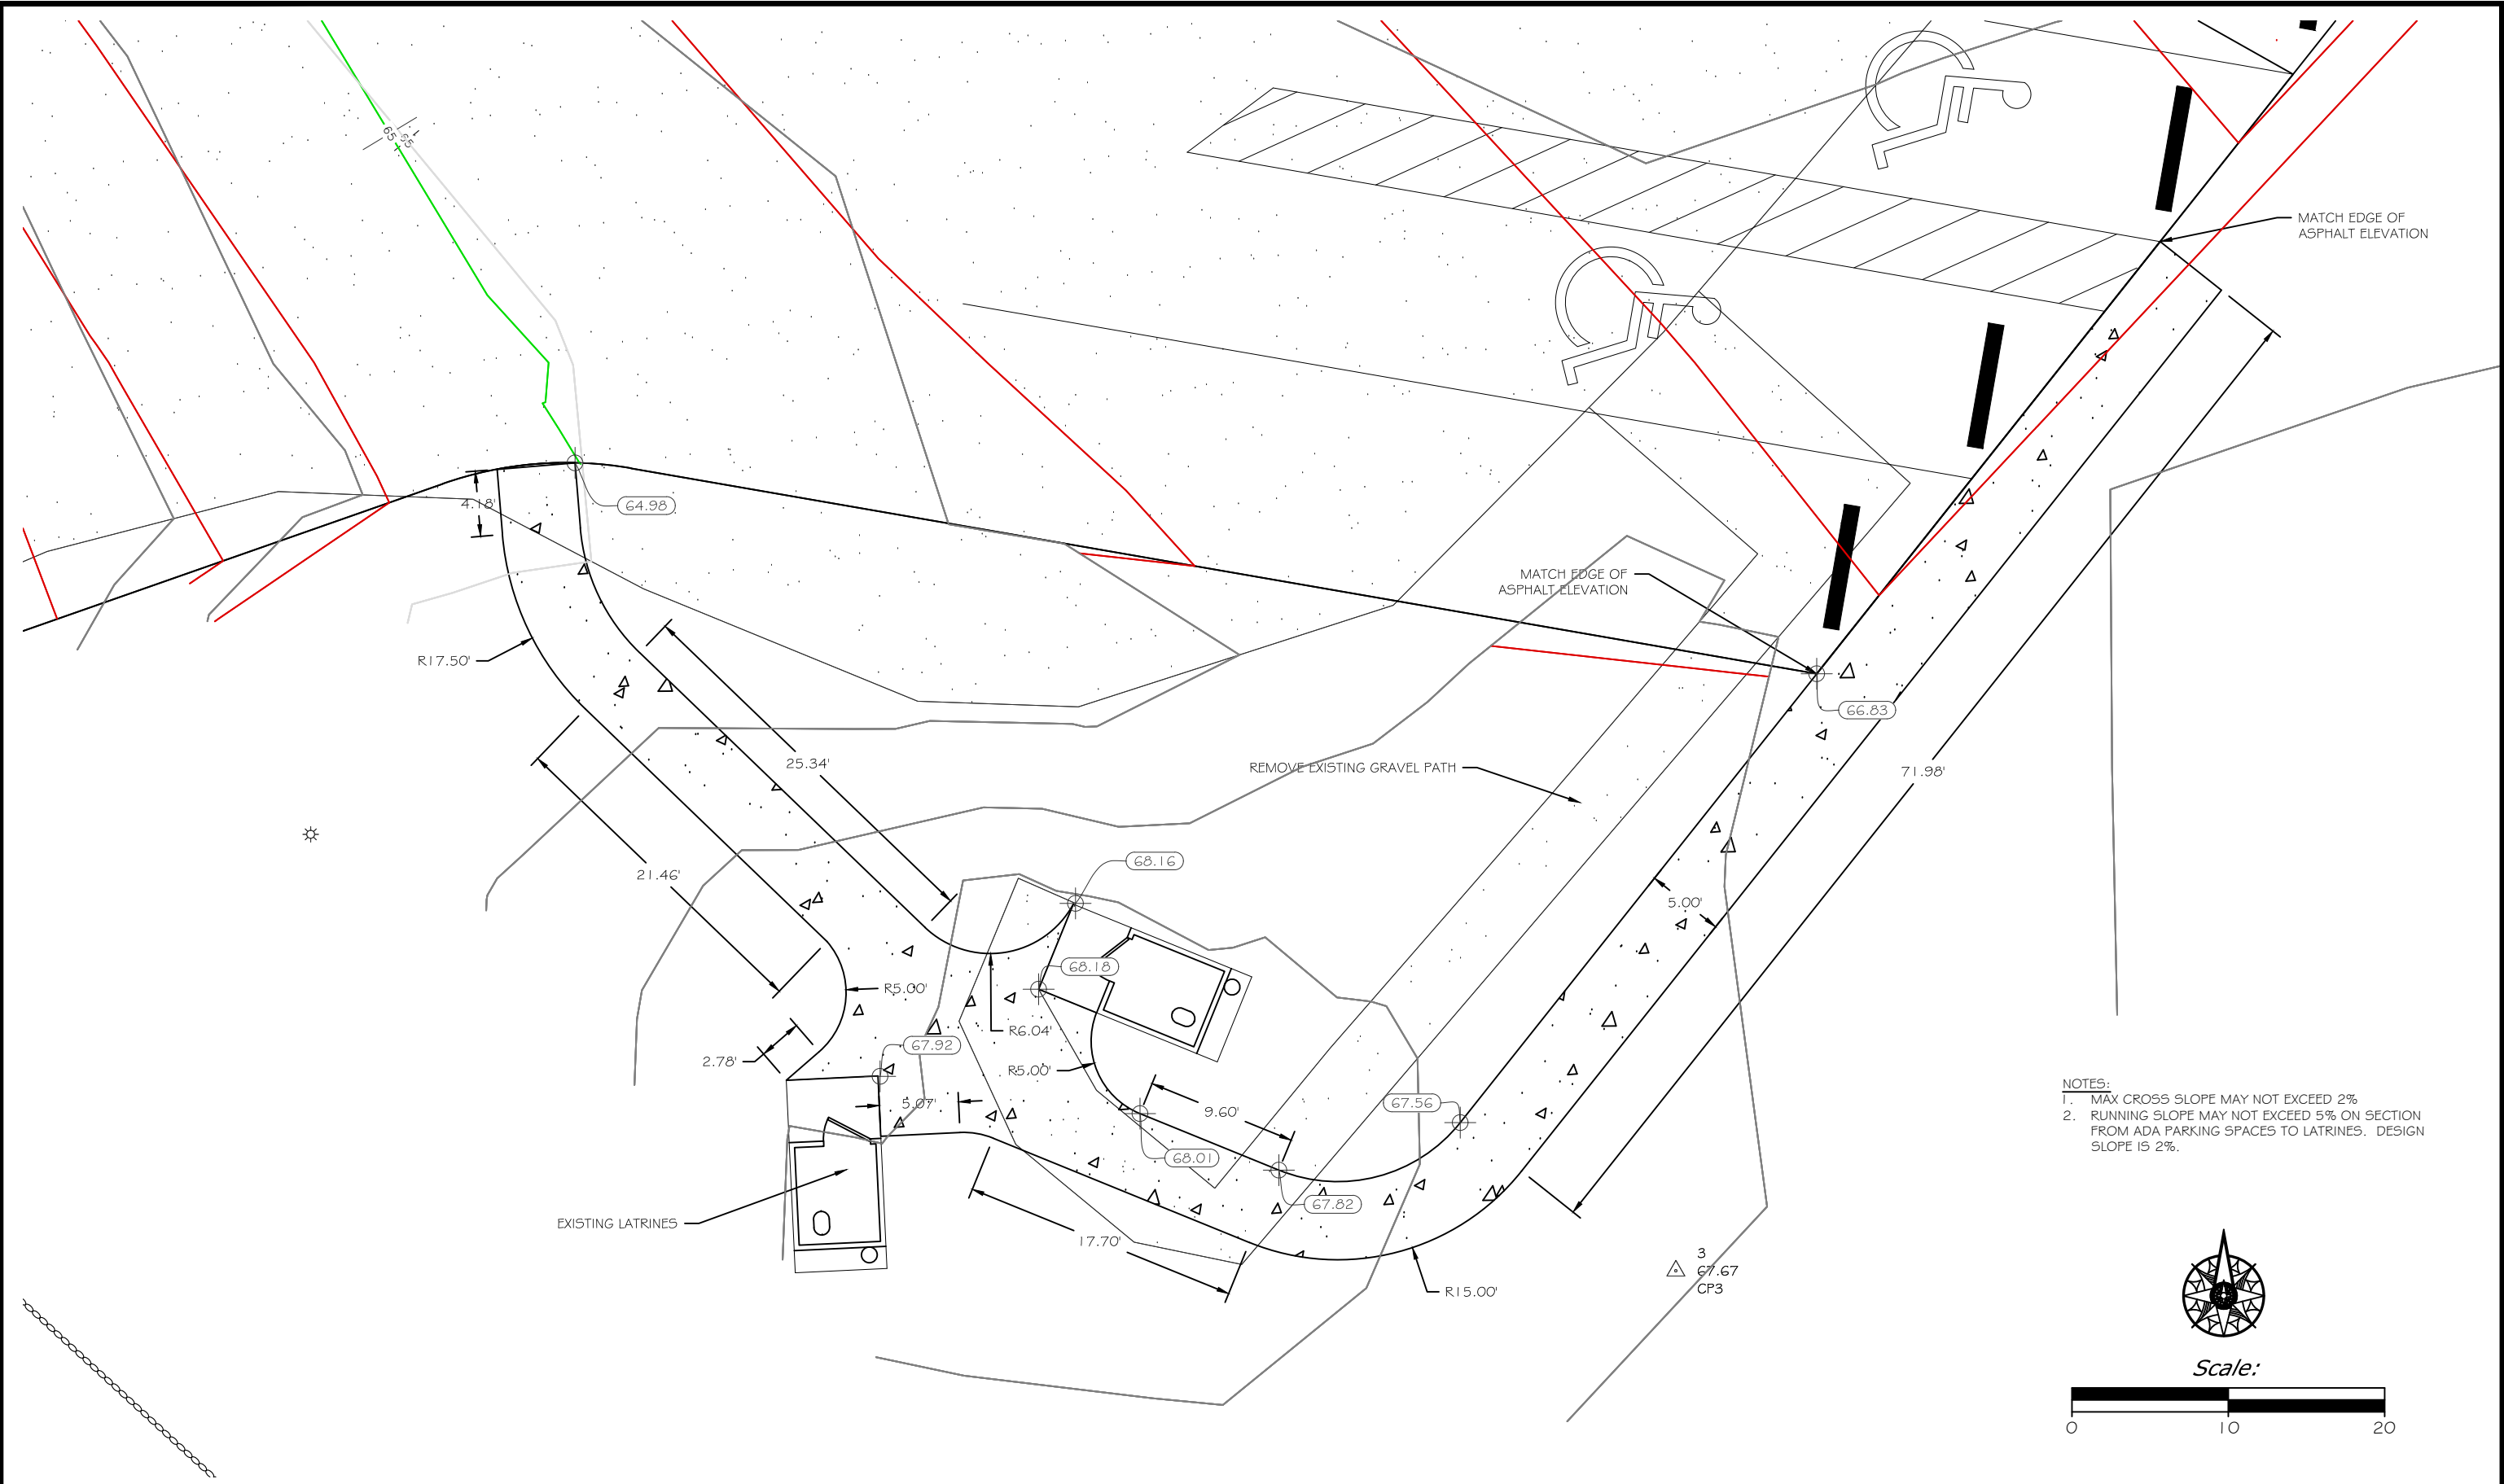 65
65
MATCH EDGE OF
ASPHALT ELEVATION
4.18'
64.98
MATCH EDGE OF
ASPHALT ELEVATION
R17.50'
66.83
25.34'
REMOVE EXISTING GRAVEL PATH
71.98'
68.16
21.46'
5.00'
68.18
R5.00'
R6.04'
67.92
2.78'
R5.00'
5.07'
9.60'
67.56
NOTES:
1. MAX CROSS SLOPE MAY NOT EXCEED 2%
2. RUNNING SLOPE MAY NOT EXCEED 5% ON SECTION
FROM ADA PARKING SPACES TO LATRINES. DESIGN
SLOPE IS 2%.
68.01
67.82
EXISTING LATRINES
17.70'
3
67.67
CP3
R15.00'
Scale:
0 10 20